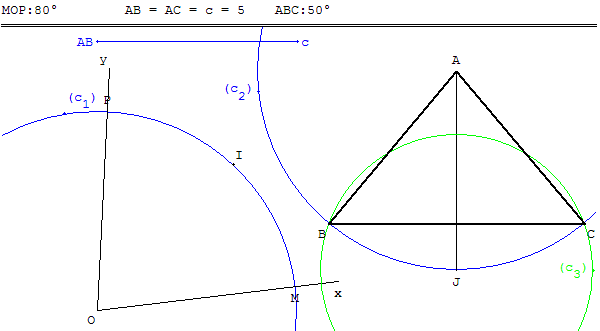 MOP:80° AB = AC = c = 5 ABC:50°
AB c
y A
(c2)
(c1) P
I
B C
(c3)
J
x
M
O